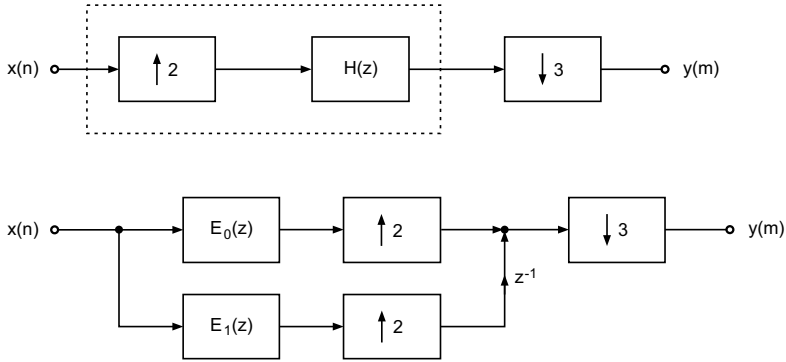 x(n) ↑ 2 H(z) ↓ 3 y(m)
x(n) E₀(z) ↑ 2 ↓ 3 y(m)
z⁻¹
E₁(z) ↑ 2